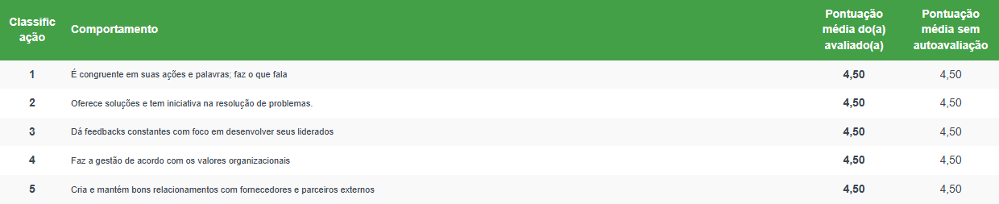 Classific
ação
Comportamento
Pontuação
média do(a)
avaliado(a)
Pontuação
média sem
autoavaliação
1 É congruente em suas ações e palavras; faz o que fala 4,50 4,50
2 Oferece soluções e tem iniciativa na resolução de problemas. 4,50 4,50
3 Dá feedbacks constantes com foco em desenvolver seus liderados 4,50 4,50
4 Faz a gestão de acordo com os valores organizacionais 4,50 4,50
5 Cria e mantém bons relacionamentos com fornecedores e parceiros externos 4,50 4,50